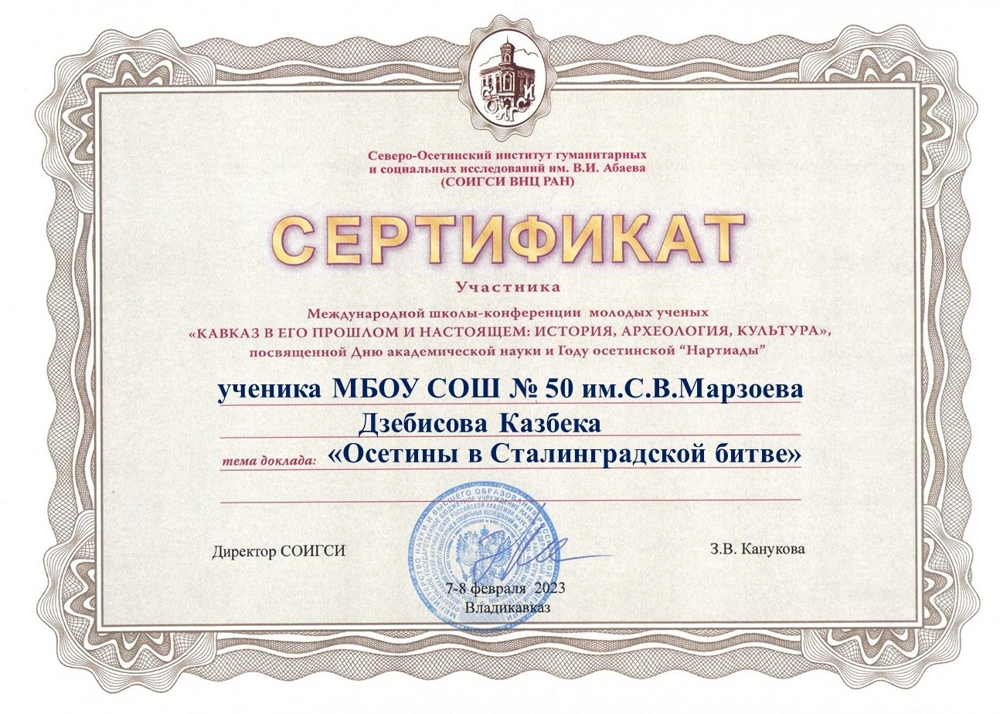 СОИГСИ
Северо-Осетинский институт гуманитарных
и социальных исследований им. В.И. Абаева
(СОИГСИ ВНЦ РАН)
СЕРТИФИКАТ
Участника
Международной школы-конференции молодых ученых
«КАВКАЗ В ЕГО ПРОШЛОМ И НАСТОЯЩЕМ: ИСТОРИЯ, АРХЕОЛОГИЯ, КУЛЬТУРА»,
посвященной Дню академической науки и Году осетинской “Нартиады”
ученика МБОУ СОШ № 50 им.С.В.Марзоева
Дзебисова Казбека
тема доклада: «Осетины в Сталинградской битве»
Директор СОИГСИ
З.В. Канукова
7-8 февраля 2023
Владикавказ